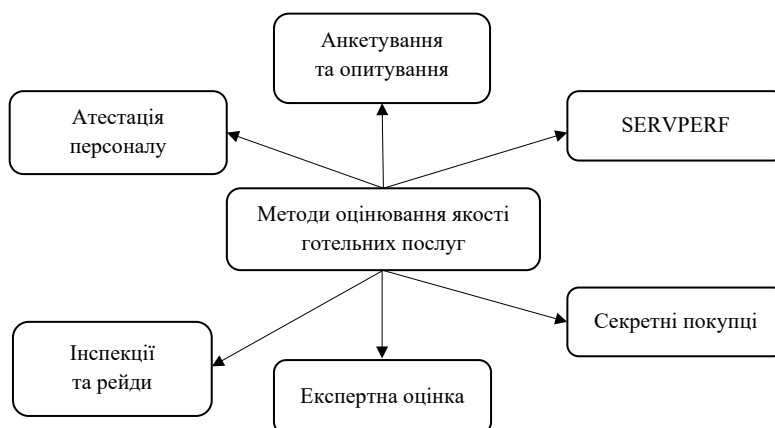 Анкетування
та опитування
Атестація
персоналу
SERVPERF
Методи оцінювання якості
готельних послуг
Секретні покупці
Інспекції
та рейди
Експертна оцінка